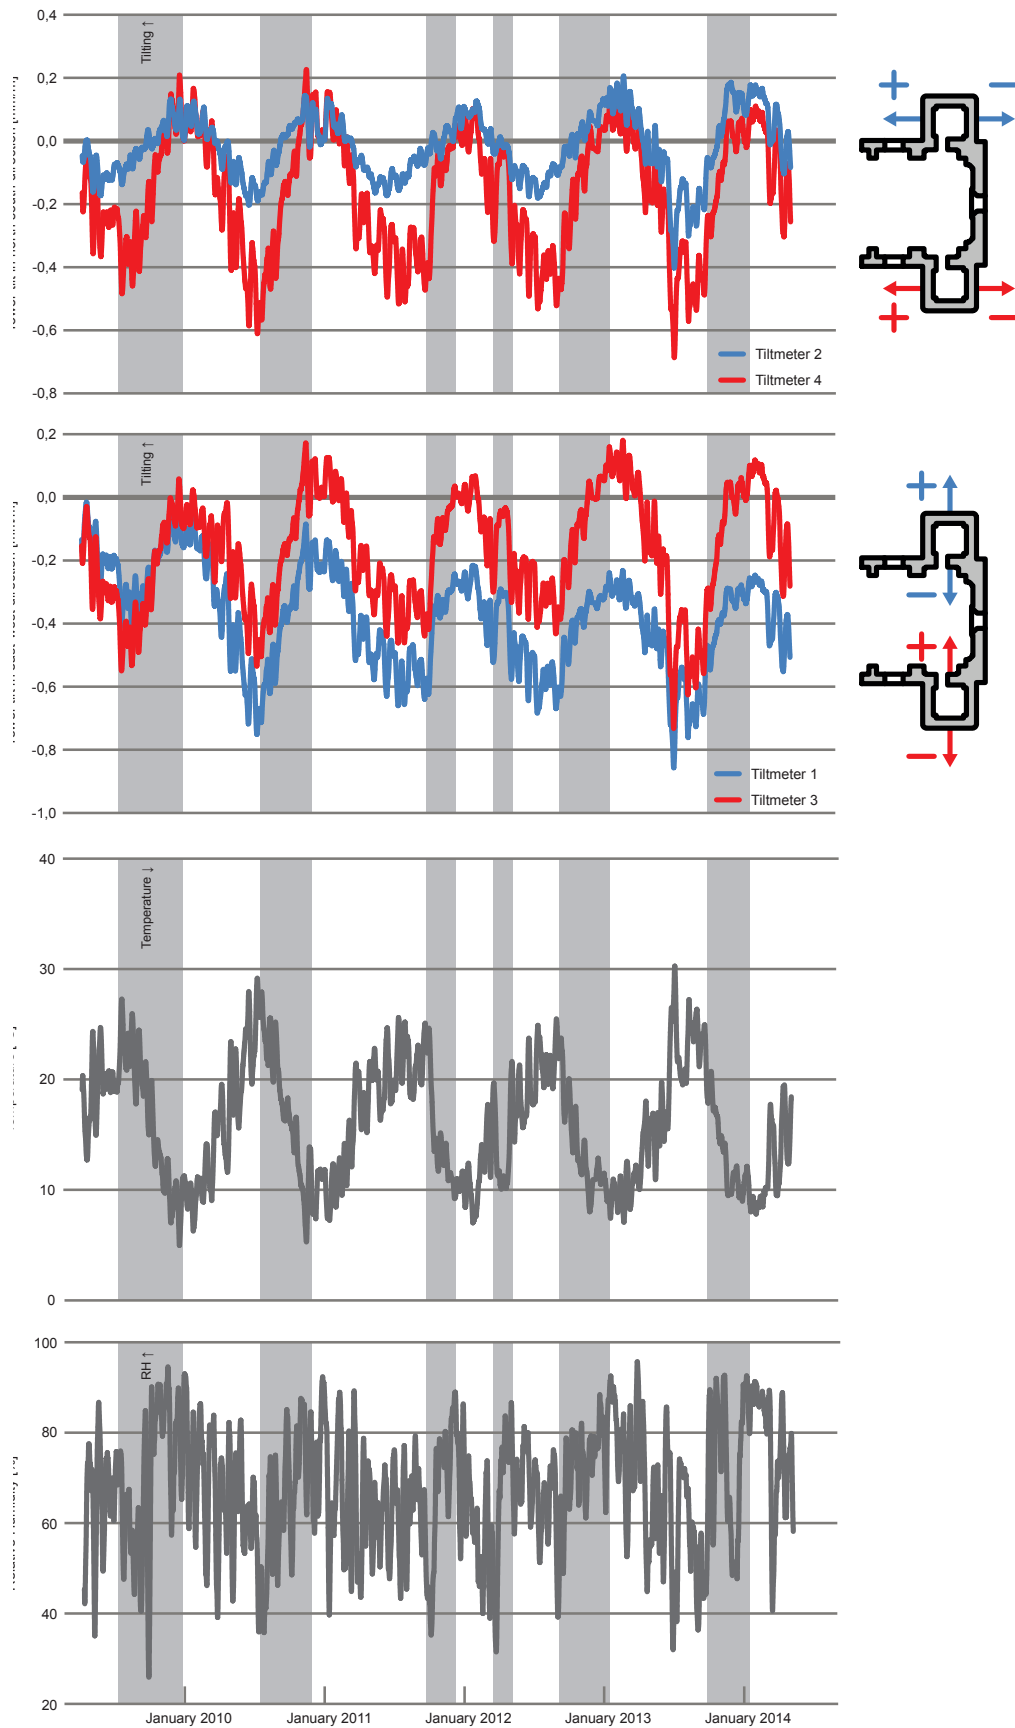 0,4
Tilting ↑
0,2
0,0
-0,2
-0,4
-0,6
-0,8
Tiltmeter 2
Tiltmeter 4
+ −
+ −
0,2
Tilting ↑
0,0
-0,2
-0,4
-0,6
-0,8
-1,0
Tiltmeter 1
Tiltmeter 3
+
−
+
−
40
Temperature ↓
30
20
10
0
100
RH ↑
80
60
40
20
January 2010
January 2011
January 2012
January 2013
January 2014